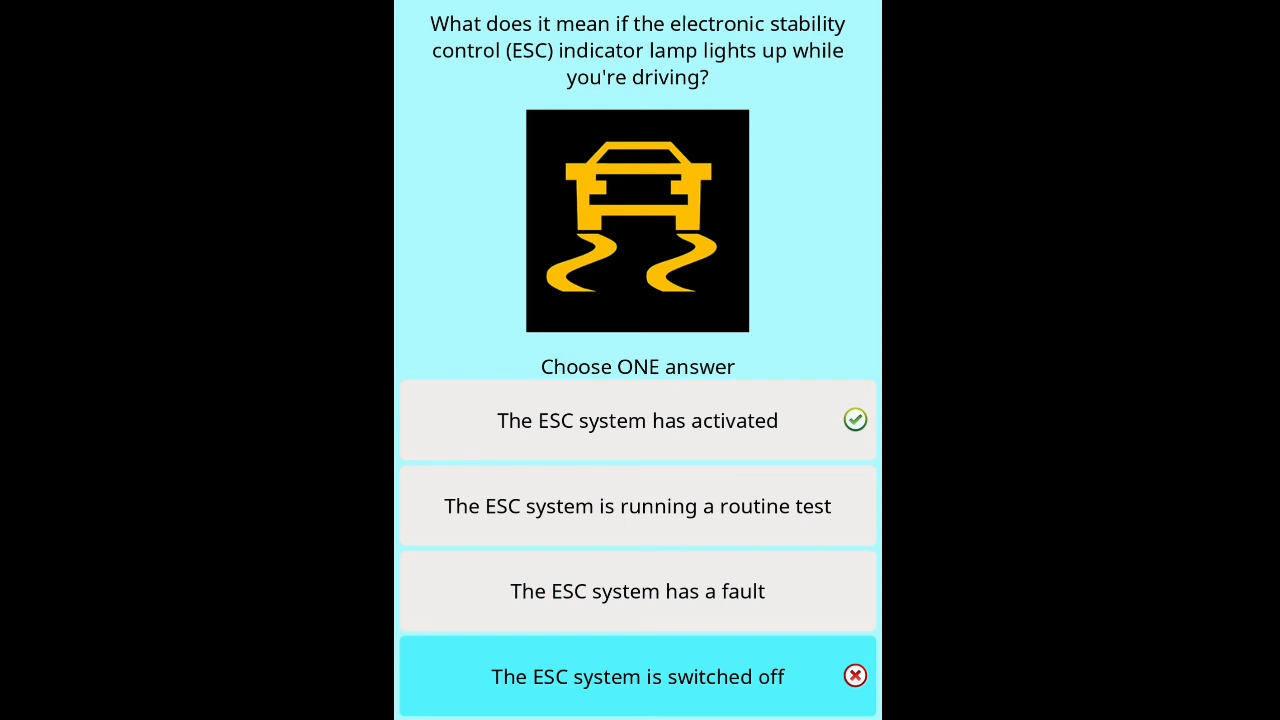 What does it mean if the electronic stability
control (ESC) indicator lamp lights up while
you're driving?
Choose ONE answer
The ESC system has activated
The ESC system is running a routine test
The ESC system has a fault
The ESC system is switched off